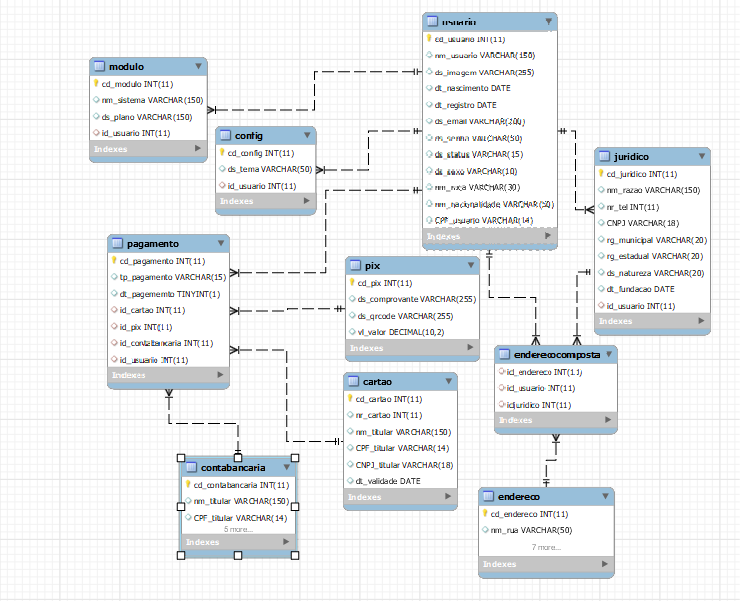 usuario
cd_usuario INT(11)
nm_usuario VARCHAR(150)
ds_imagem VARCHAR(255)
dt_nascimento DATE
dt_registro DATE
ds_email VARCHAR(200)
ds_senha VARCHAR(50)
ds_status VARCHAR(15)
ds_sexo VARCHAR(10)
nm_nacionalidade VARCHAR(50)
CPF_usuario VARCHAR(14)
Indexes
modulo
cd_modulo INT(11)
nm_sistema VARCHAR(150)
ds_plano VARCHAR(150)
id_usuario INT(11)
Indexes
config
cd_config INT(11)
ds_tema VARCHAR(50)
id_usuario INT(11)
Indexes
juridico
cd_juridico INT(11)
nm_razao VARCHAR(150)
nr_tel INT(11)
CNPJ VARCHAR(18)
rg_municipal VARCHAR(20)
rg_estadual VARCHAR(20)
ds_natureza VARCHAR(20)
dt_fundacao DATE
id_usuario INT(11)
Indexes
pagamento
cd_pagamento INT(11)
tp_pagamento VARCHAR(15)
dt_pagememto TINYINT(1)
id_cartao INT(11)
id_pix INT(11)
id_contabancaria INT(11)
id_usuario INT(11)
Indexes
pix
cd_pix INT(11)
ds_comprovante VARCHAR(255)
ds_qrcode VARCHAR(255)
vl_valor DECIMAL(10,2)
Indexes
enderecocomposta
id_endereco INT(11)
id_usuario INT(11)
idjuridico INT(11)
Indexes
cartao
cd_cartao INT(11)
nr_cartao INT(11)
nm_titular VARCHAR(150)
CPF_titular VARCHAR(14)
CNPJ_titular VARCHAR(18)
dt_validade DATE
Indexes
contabancaria
cd_contabancaria INT(11)
nm_titular VARCHAR(150)
CPF_titular VARCHAR(14)
5 more...
Indexes
endereco
cd_endereco INT(11)
nm_rua VARCHAR(50)
7 more...
Indexes